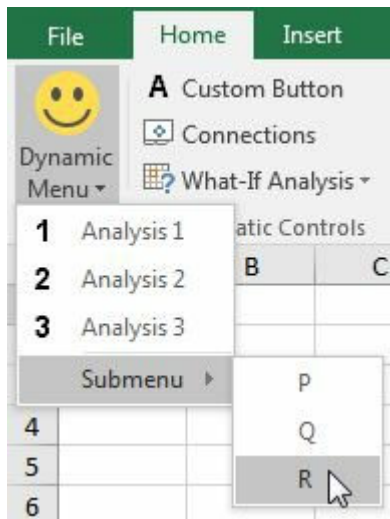 File Home Insert
A Custom Button
Connections
Dynamic
Menu
What-If Analysis
atic Controls
1 Analysis 1
2 Analysis 2
3 Analysis 3
Submenu
B C
P
Q
R
4
5
6